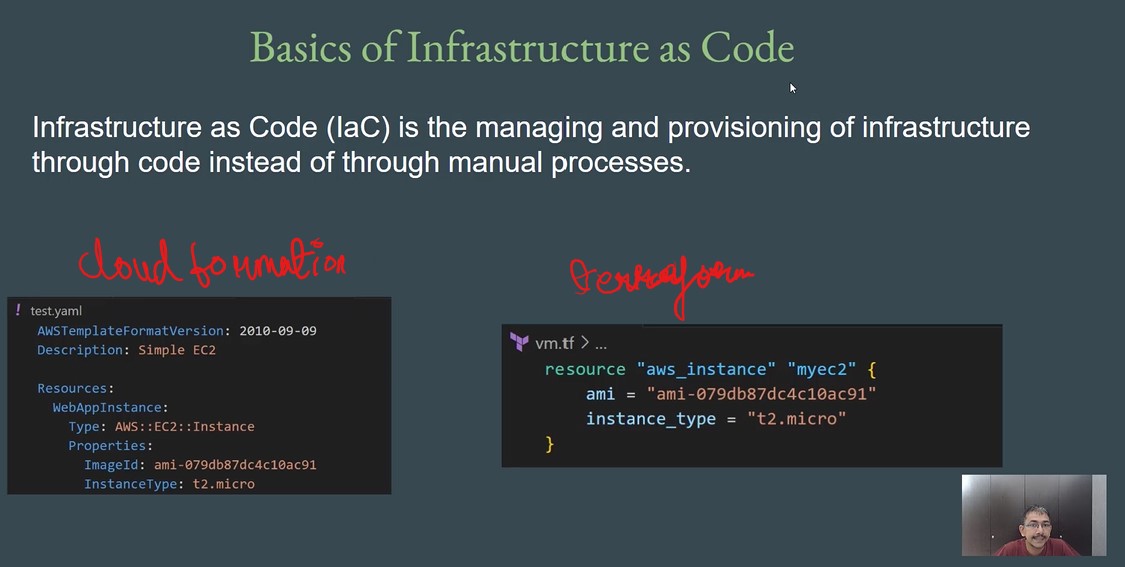 Basics of Infrastructure as Code
Infrastructure as Code (IaC) is the managing and provisioning of infrastructure
through code instead of through manual processes.
Cloud formation
terraform
! test.yaml
AWSTemplateFormatVersion: 2010-09-09
Description: Simple EC2
Resources:
WebAppInstance:
Type: AWS::EC2::Instance
Properties:
ImageId: ami-079db87dc4c10ac91
InstanceType: t2.micro
vm.tf > ...
resource "aws_instance" "myec2" {
ami = "ami-079db87dc4c10ac91"
instance_type = "t2.micro"
}